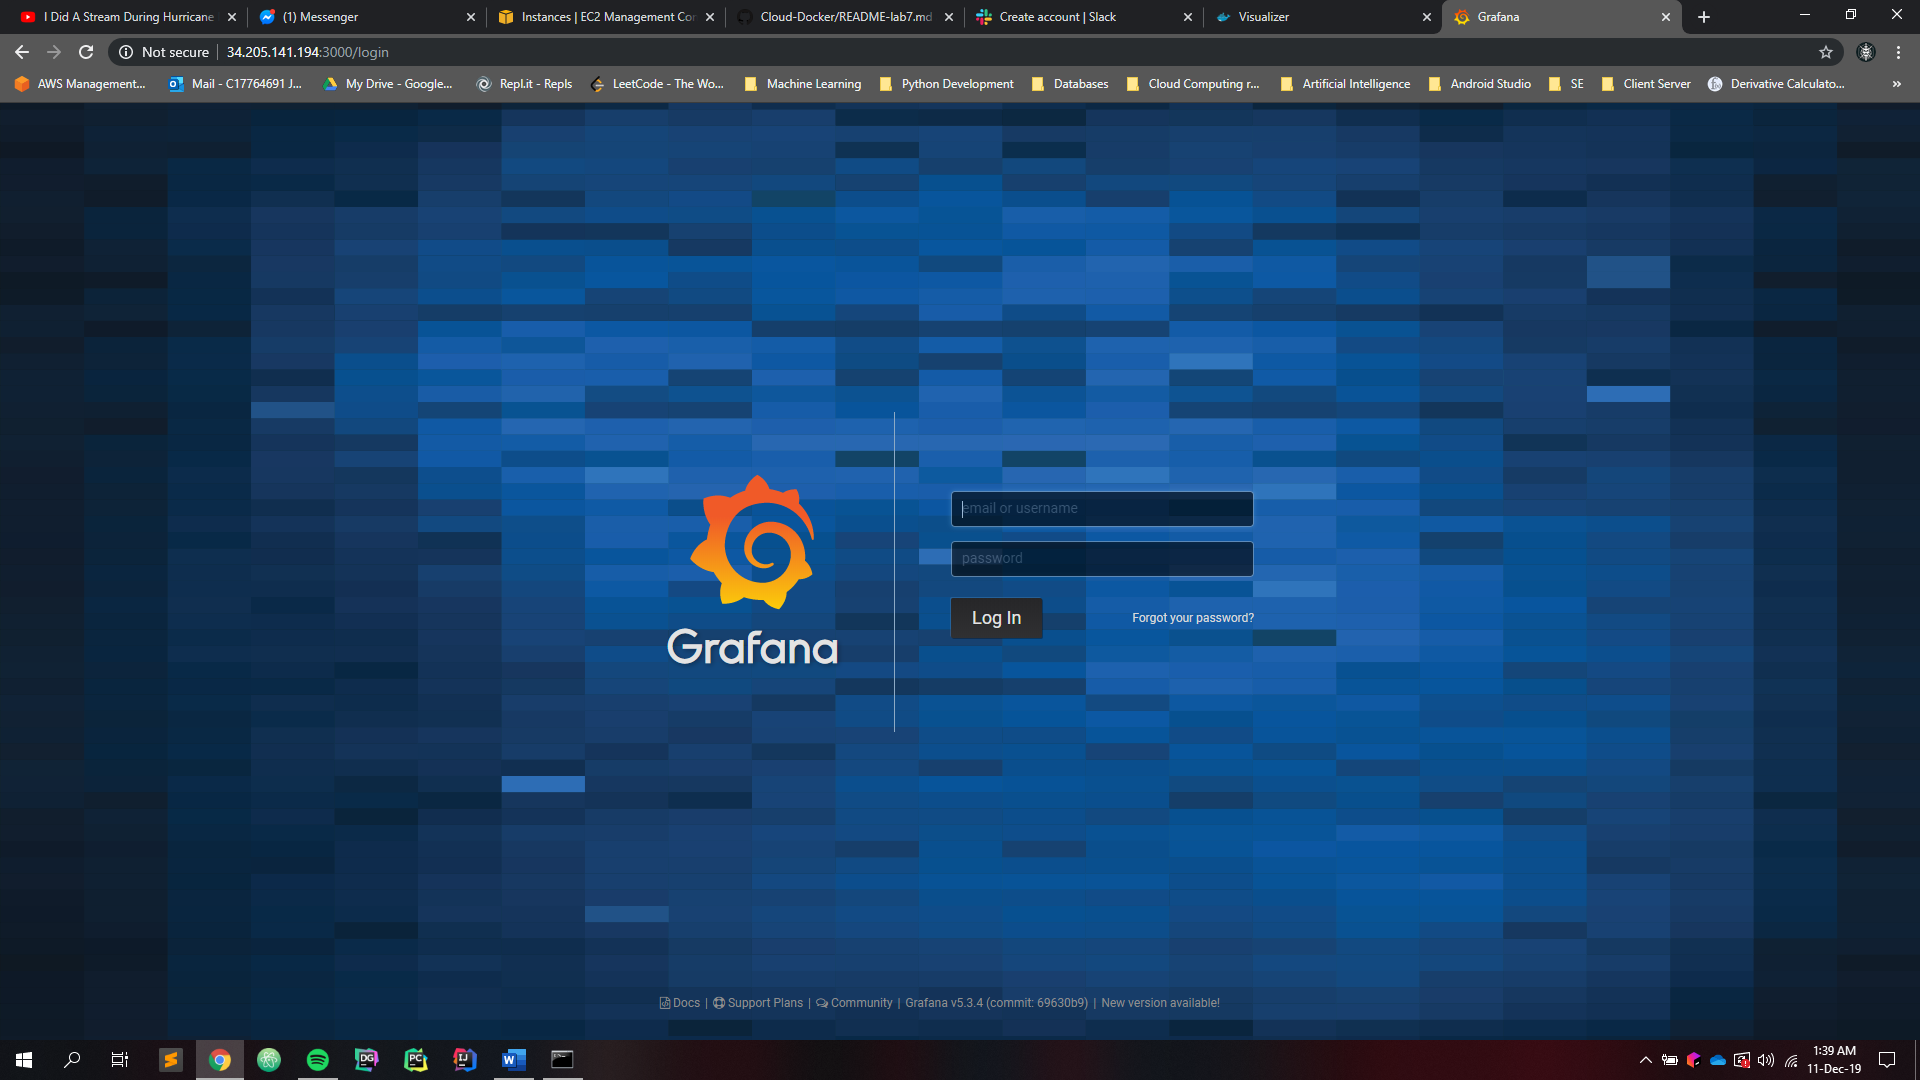 I Did A Stream During Hurricane
(1) Messenger
Instances | EC2 Management Con
Cloud-Docker/README-lab7.md
Create account | Slack
Visualizer
Grafana
Not secure | 34.205.141.194:3000/login
AWS Management...
Mail - C17764691 J...
My Drive - Google...
Repl.it - Repls
LeetCode - The Wo...
Machine Learning
Python Development
Databases
Cloud Computing r...
Artificial Intelligence
Android Studio
SE
Client Server
Derivative Calculato...
»
email or username
password
Log In
Forgot your password?
Grafana
Docs | Support Plans | Community | Grafana v5.3.4 (commit: 69630b9) | New version available!
DG
PC
IJ
W
1:39 AM
11-Dec-19